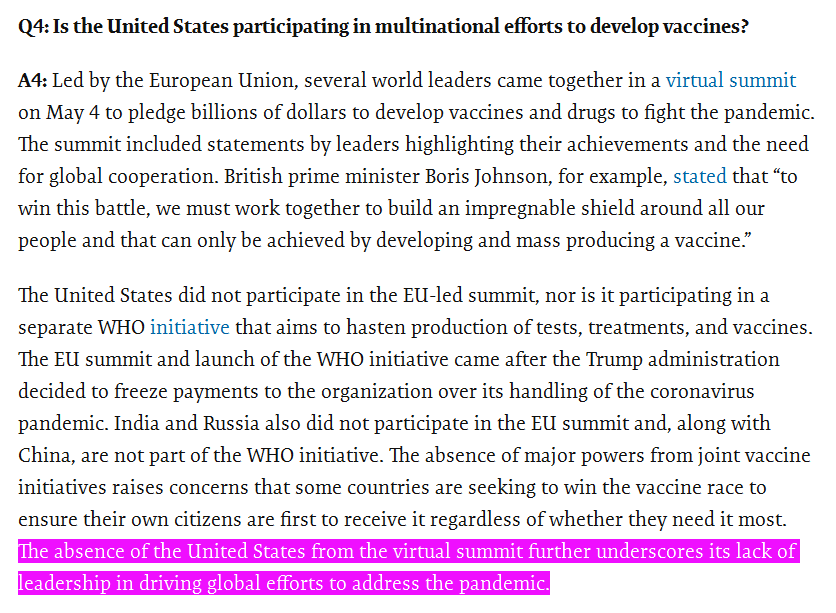 Q4: Is the United States participating in multinational efforts to develop vaccines?
A4: Led by the European Union, several world leaders came together in a virtual summit
on May 4 to pledge billions of dollars to develop vaccines and drugs to fight the pandemic.
The summit included statements by leaders highlighting their achievements and the need
for global cooperation. British prime minister Boris Johnson, for example, stated that “to
win this battle, we must work together to build an impregnable shield around all our
people and that can only be achieved by developing and mass producing a vaccine.”
The United States did not participate in the EU-led summit, nor is it participating in a
separate WHO initiative that aims to hasten production of tests, treatments, and vaccines.
The EU summit and launch of the WHO initiative came after the Trump administration
decided to freeze payments to the organization over its handling of the coronavirus
pandemic. India and Russia also did not participate in the EU summit and, along with
China, are not part of the WHO initiative. The absence of major powers from joint vaccine
initiatives raises concerns that some countries are seeking to win the vaccine race to
ensure their own citizens are first to receive it regardless of whether they need it most.
The absence of the United States from the virtual summit further underscores its lack of
leadership in driving global efforts to address the pandemic.